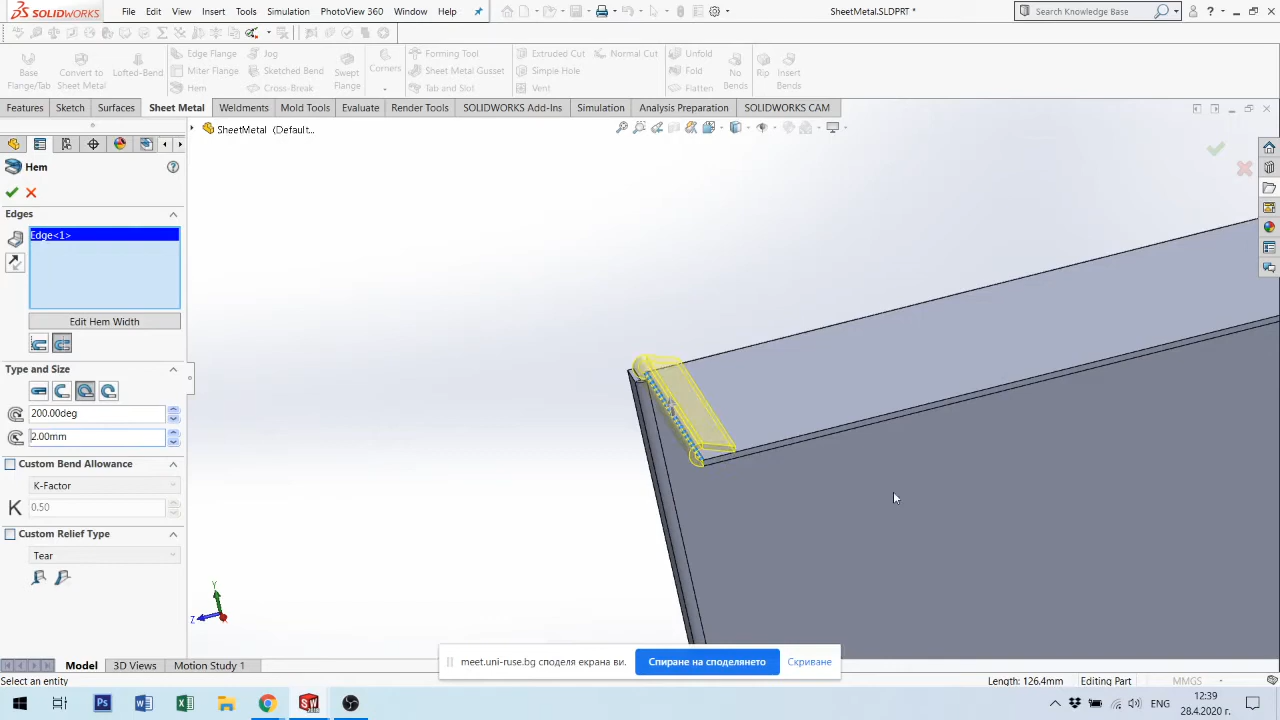 SOLIDWORKS File Edit View Insert Tools Simulation PhotoView 360 Window Help SheetMetal.SLDPRT * Search Knowledge Base
Base Flange/Tab
Convert to Sheet Metal
Lofted-Bend
Edge Flange
Miter Flange
Hem
Jog
Sketched Bend
Cross-Break
Swept Flange
Corners
Forming Tool
Sheet Metal Gusset
Tab and Slot
Extruded Cut
Simple Hole
Vent
Normal Cut
Unfold
Fold
Flatten
No Bends
Rip
Insert Bends
Features Sketch Surfaces Sheet Metal Weldments Mold Tools Evaluate Render Tools SOLIDWORKS Add-Ins Simulation Analysis Preparation SOLIDWORKS CAM
SheetMetal (Default...
Hem
Edges
Edge<1>
Edit Hem Width
Type and Size
200.00deg
2.00mm
Custom Bend Allowance
K-Factor
K 0.50
Custom Relief Type
Tear
Y
Z
meet.uni-ruse.bg споделя екрана ви. Спиране на споделянето Скриване
Model 3D Views Motion Study 1
Select an entity Length: 126.4mm Editing Part MMGS
12:39
ENG
28.4.2020 г.